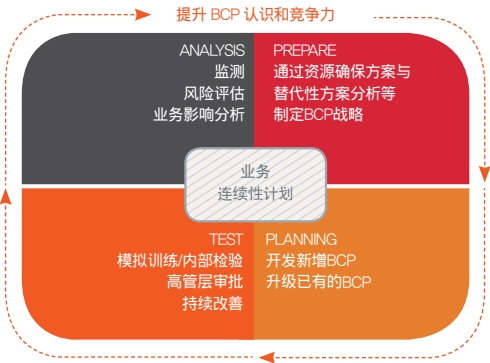 提升 BCP 认识和竞争力
ANALYSIS
监测
风险评估
业务影响分析
PREPARE
通过资源确保方案与
替代性方案分析等
制定BCP战略
业务
连续性计划
TEST
模拟训练/内部检验
高管层审批
持续改善
PLANNING
开发新增BCP
升级已有的BCP